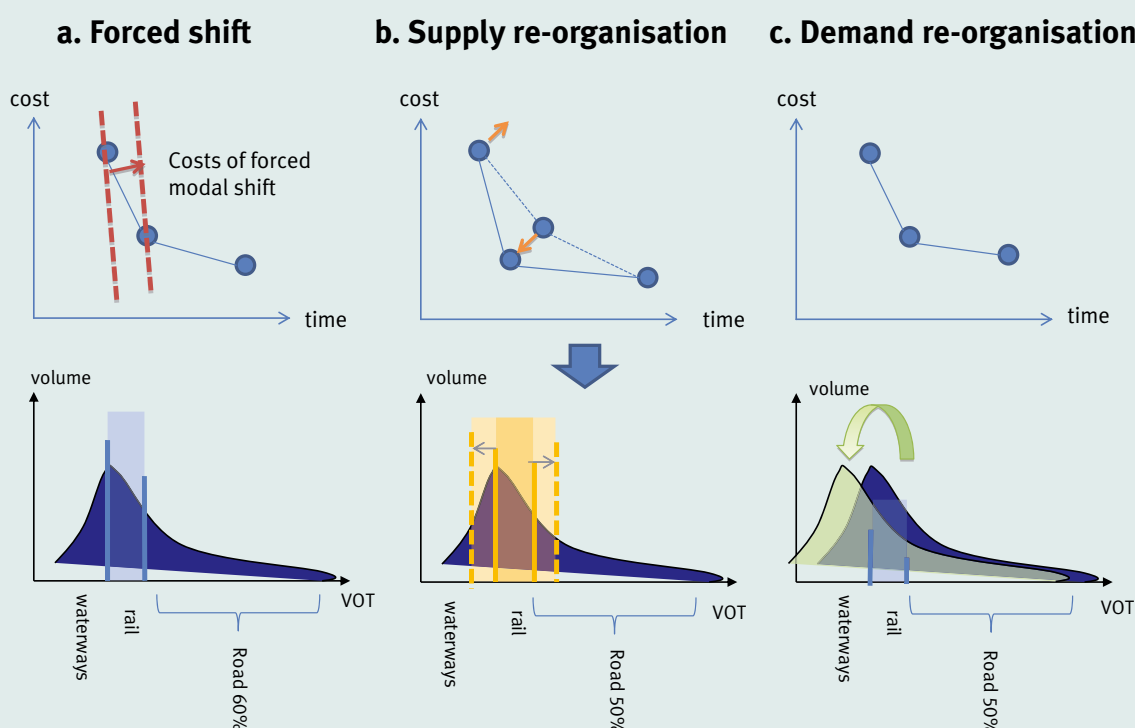 a. Forced shift
b. Supply re-organisation
c. Demand re-organisation
cost
Costs of forced
modal shift
time
cost
time
cost
time
volume
VOT
waterways
rail
Road 60%
volume
VOT
waterways
rail
Road 50%
volume
VOT
waterways
rail
Road 50%